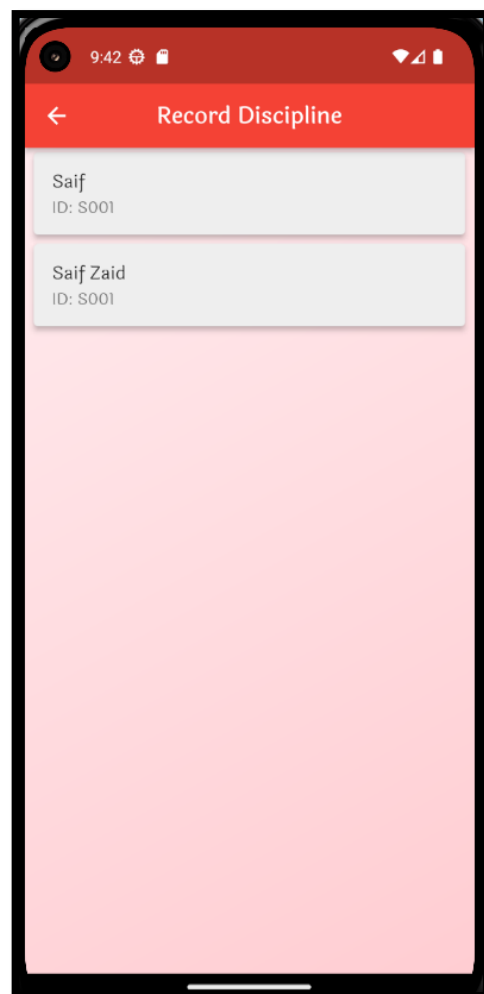 9:42
Record Discipline
Saif
ID: S001
Saif Zaid
ID: S001